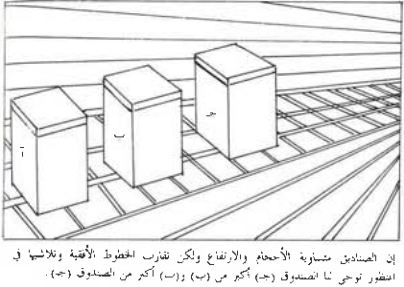 جـ
ب
آ
إن الصناديق متساوية الأحجام والارتفاع ولكن تقارب الخطوط الأفقية وتلاشيها في
المنظور توحي لنا الصندوق (جـ) أكبر من (ب) و(ب) أكبر من الصندوق (جـ).